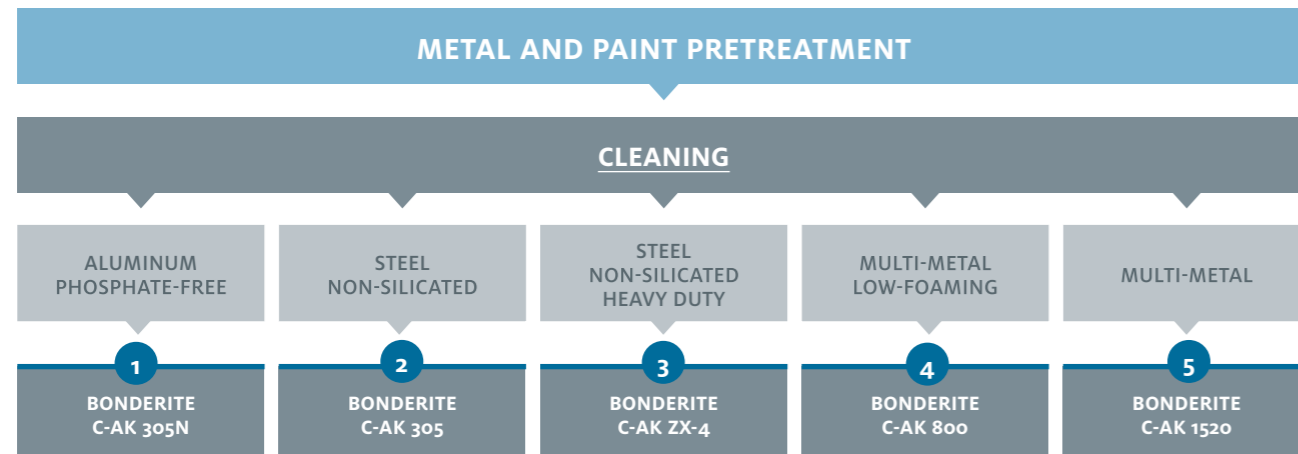 METAL AND PAINT PRETREATMENT
CLEANING
ALUMINUM
PHOSPHATE-FREE
STEEL
NON-SILICATED
STEEL
NON-SILICATED
HEAVY DUTY
MULTI-METAL
LOW-FOAMING
MULTI-METAL
1
BONDERITE
C-AK 305N
2
BONDERITE
C-AK 305
3
BONDERITE
C-AK ZX-4
4
BONDERITE
C-AK 800
5
BONDERITE
C-AK 1520